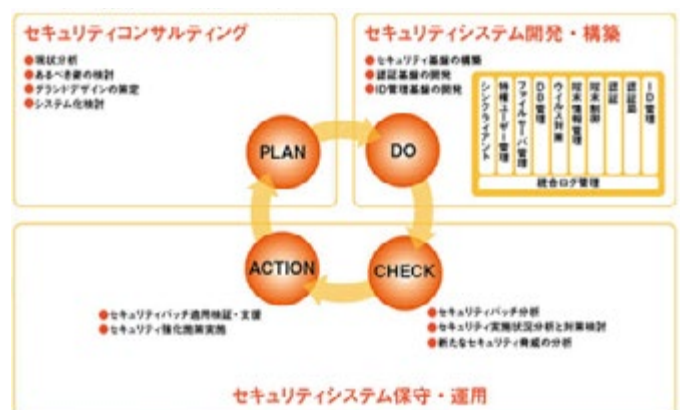 セキュリティコンサルティング
●現状分析
●あるべき姿の検討
●グランドデザインの策定
●システム化検討
セキュリティシステム開発・構築
●セキュリティ基盤の構築
●認証基盤の開発
●ID管理基盤の開発
シンクライアント
特権ユーザー管理
ファイルサーバ管理
DB管理
ウイルス対策
端末情報管理
端末制御
認証
認証局
ID管理
統合ログ管理
PLAN
DO
ACTION
CHECK
●セキュリティパッチ適用検証・支援
●セキュリティ強化施策実施
●セキュリティパッチ分析
●セキュリティ実施状況分析と対策検討
●新たなセキュリティ脅威の分析
セキュリティシステム保守・運用